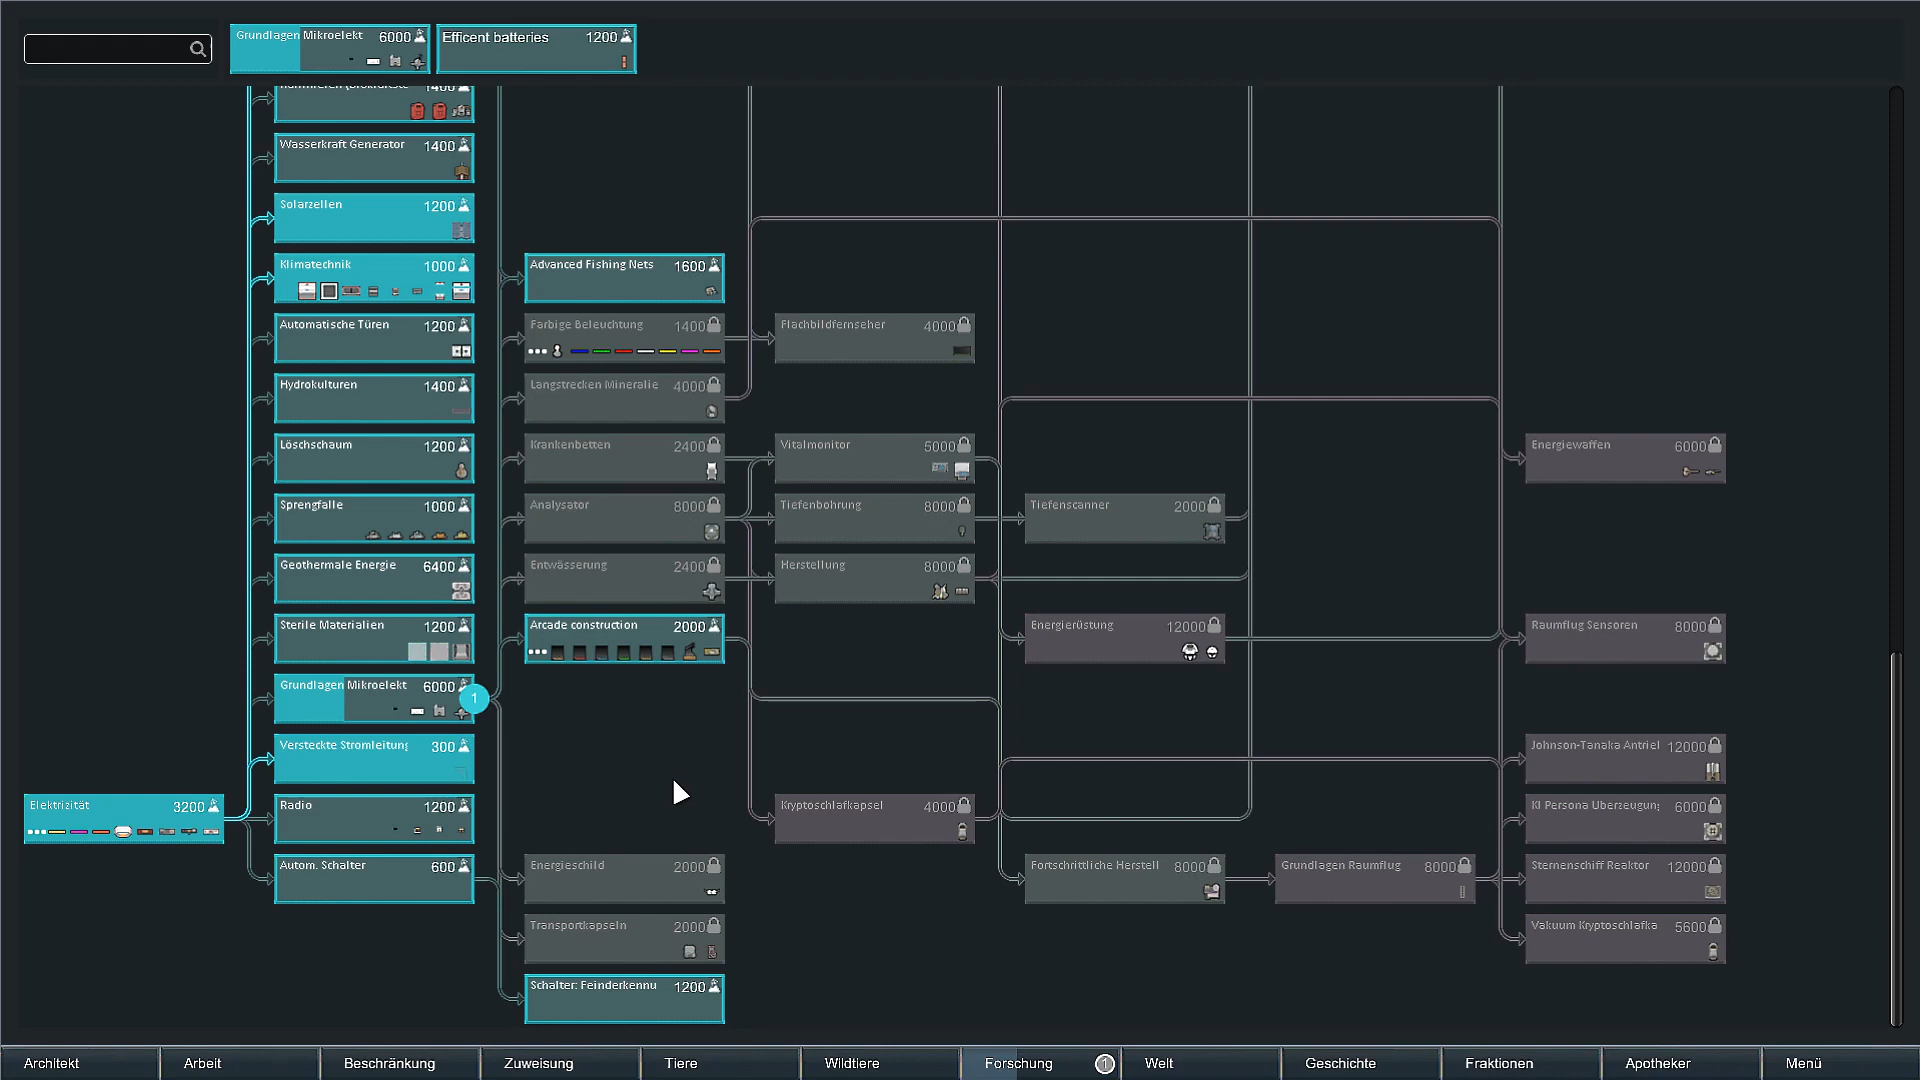 Grundlagen Mikroelekt 6000
Efficent batteries 1200
1400
Wasserkraft Generator 1400
Solarzellen 1200
Klimatechnik 1000
Advanced Fishing Nets 1600
Automatische Türen 1200
Farbige Beleuchtung 1400
Flachbildfernseher 4000
Hydrokulturen 1400
Langstrecken Mineralie 4000
Löschschaum 1200
Krankenbetten 2400
Vitalmonitor 5000
Energiewaffen 6000
Sprengfalle 1000
Analysator 8000
Tiefenbohrung 8000
Tiefenscanner 2000
Geothermale Energie 6400
Entwässerung 2400
Herstellung 8000
Sterile Materialien 1200
Arcade construction 2000
Energierüstung 12000
Raumflug Sensoren 8000
Grundlagen Mikroelekt 6000
1
Versteckte Stromleitung 300
Johnson-Tanaka Antriel 12000
Elektrizität 3200
Radio 1200
Kryptoschlafkapsel 4000
KI Persona Überzeugung 6000
Autom. Schalter 600
Energieschild 2000
Fortschrittliche Herstell 8000
Grundlagen Raumflug 8000
Sternenschiff Reaktor 12000
Transportkapseln 2000
Vakuum Kryptoschlafka 5600
Schalter: Feinderkennu 1200
Architekt Arbeit Beschränkung Zuweisung Tiere Wildtiere Forschung 1 Welt Geschichte Fraktionen Apotheker Menü